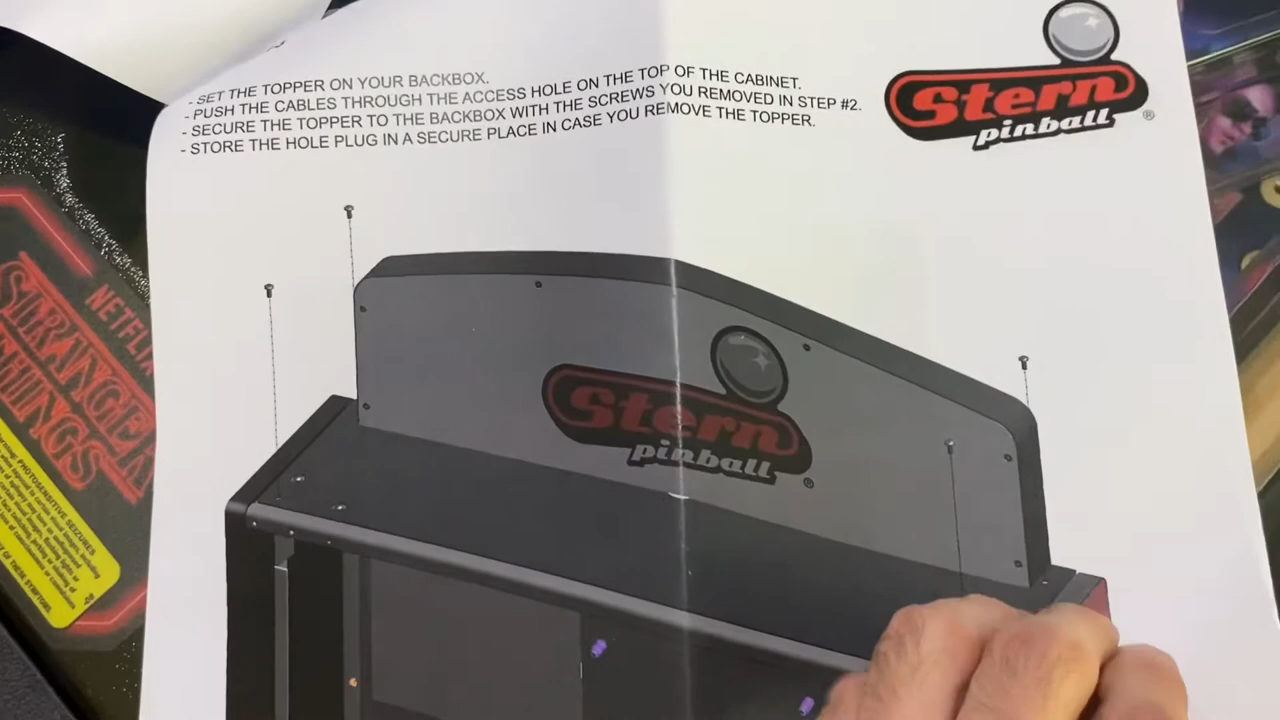 - SET THE TOPPER ON YOUR BACKBOX.
- PUSH THE CABLES THROUGH THE ACCESS HOLE ON THE TOP OF THE CABINET.
- SECURE THE TOPPER TO THE BACKBOX WITH THE SCREWS YOU REMOVED IN STEP #2.
- STORE THE HOLE PLUG IN A SECURE PLACE IN CASE YOU REMOVE THE TOPPER.
Stern
pinball ®
Stern
pinball ®
NETFLIX
STRANGER
THINGS
PHOTOSENSITIVE SEIZURES